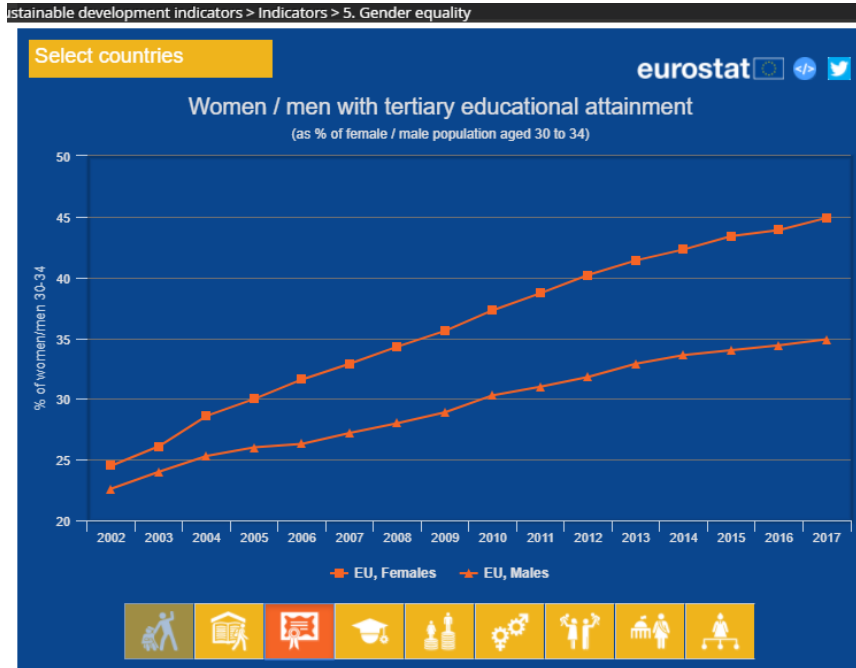 ustainable development indicators > Indicators > 5. Gender equality
Select countries
eurostat
Women / men with tertiary educational attainment
(as % of female / male population aged 30 to 34)
% of women/men 30-34
50
45
40
35
30
25
20
2002 2003 2004 2005 2006 2007 2008 2009 2010 2011 2012 2013 2014 2015 2016 2017
EU, Females EU, Males